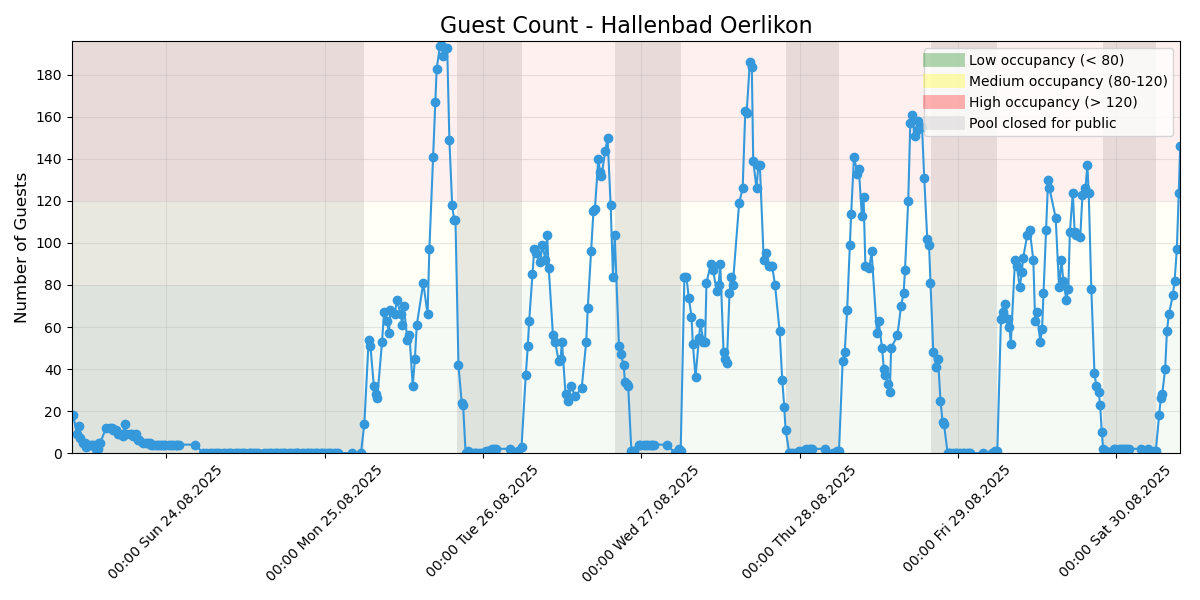 Guest Count - Hallenbad Oerlikon
Number of Guests
180
160
140
120
100
80
60
40
20
0
Low occupancy (< 80)
Medium occupancy (80-120)
High occupancy (> 120)
Pool closed for public
00:00 Sun 24.08.2025
00:00 Mon 25.08.2025
00:00 Tue 26.08.2025
00:00 Wed 27.08.2025
00:00 Thu 28.08.2025
00:00 Fri 29.08.2025
00:00 Sat 30.08.2025